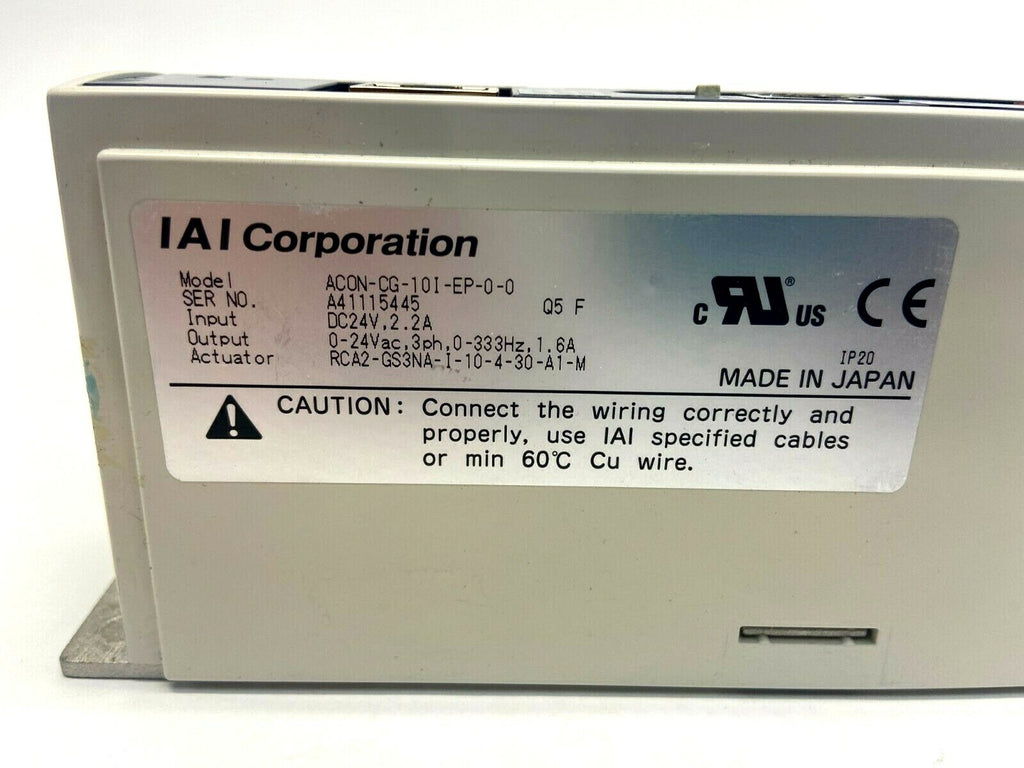 IAI Corporation
Model ACON-CG-10I-EP-0-0
SER NO. A41115445 Q5 F
Input DC24V,2.2A
Output 0-24Vac,3ph,0-333Hz,1.6A
Actuator RCA2-GS3NA-I-10-4-30-A1-M
c RU® US CE
IP20
MADE IN JAPAN
CAUTION: Connect the wiring correctly and
properly, use IAI specified cables
or min 60℃ Cu wire.